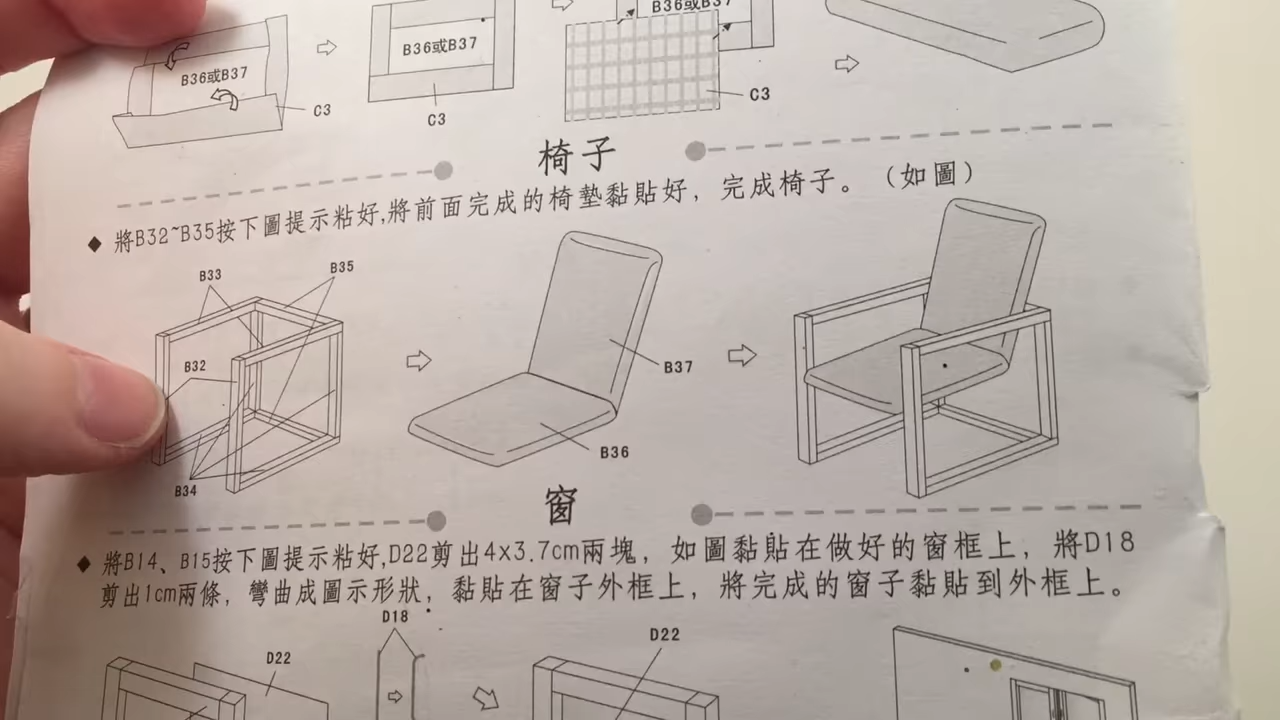 B36或B37
B36或B37
B36或B37
C3
C3
C3
椅子
◆ 將B32~B35按下圖提示粘好,將前面完成的椅墊黏貼好，完成椅子。（如圖）
B33
B35
B32
B34
B37
B36
窗
◆ 將B14、B15按下圖提示粘好,D22剪出4x3.7cm兩塊，如圖黏貼在做好的窗框上，將D18
剪出1cm兩條，彎曲成圖示形狀，黏貼在窗子外框上，將完成的窗子黏貼到外框上。
D18
D22
D22